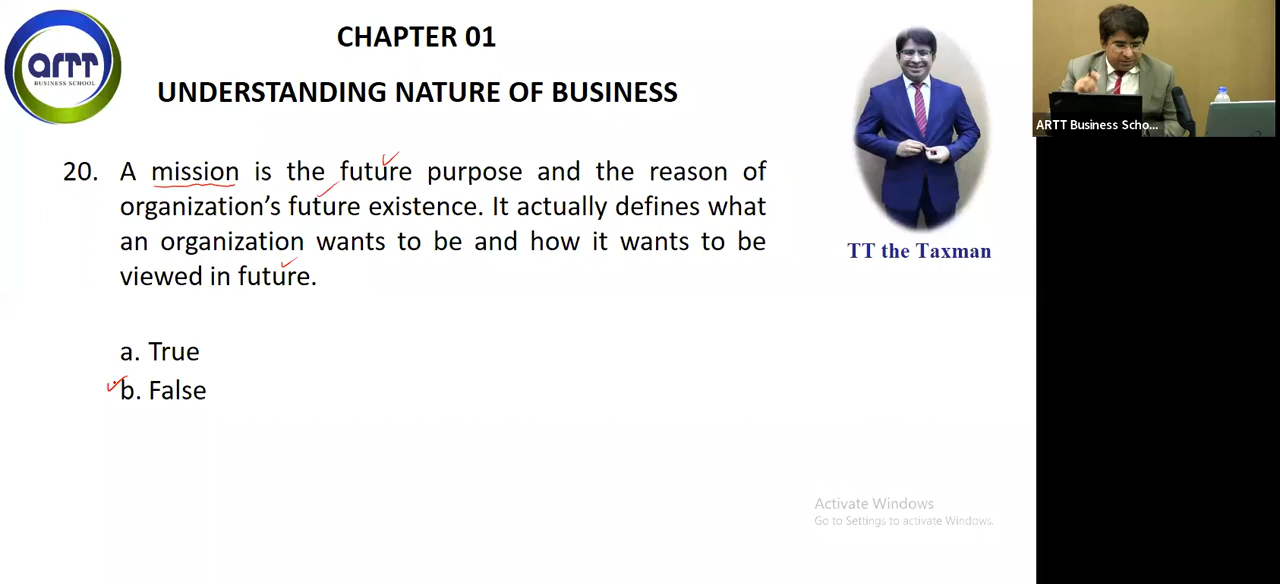 ARTT
BUSINESS SCHOOL
CHAPTER 01
UNDERSTANDING NATURE OF BUSINESS
20. A mission is the future purpose and the reason of
organization's future existence. It actually defines what
an organization wants to be and how it wants to be
viewed in future.
a. True
b. False
TT the Taxman
ARTT Business Scho...
Activate Windows
Go to Settings to activate Windows.